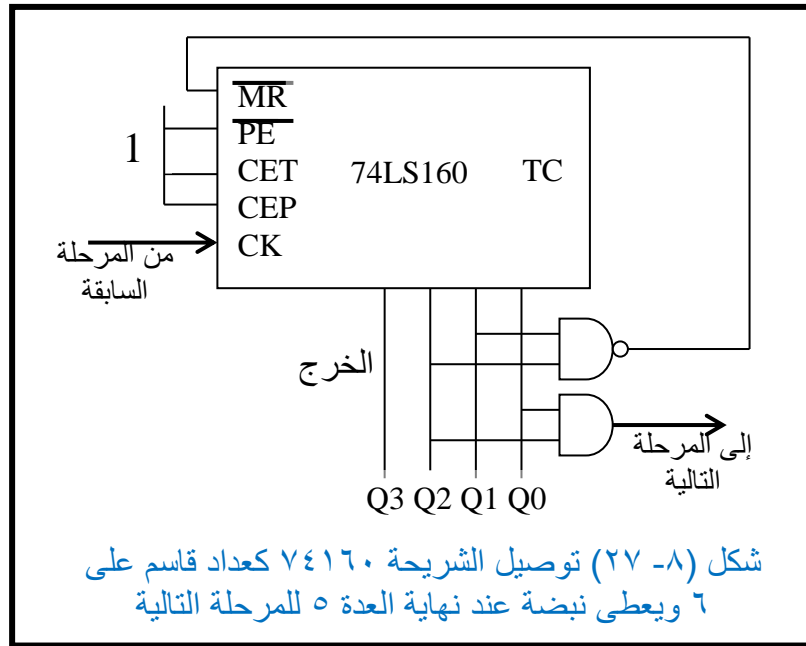 MR
PE
1
CET
74LS160
TC
CEP
CK
من المرحلة
السابقة
الخرج
إلى المرحلة
التالية
Q3 Q2 Q1 Q0
شكل (٨- ٢٧) توصيل الشريحة ٧٤١٦٠ كعداد قاسم على
٦ ويعطى نبضة عند نهاية العدة ٥ للمرحلة التالية